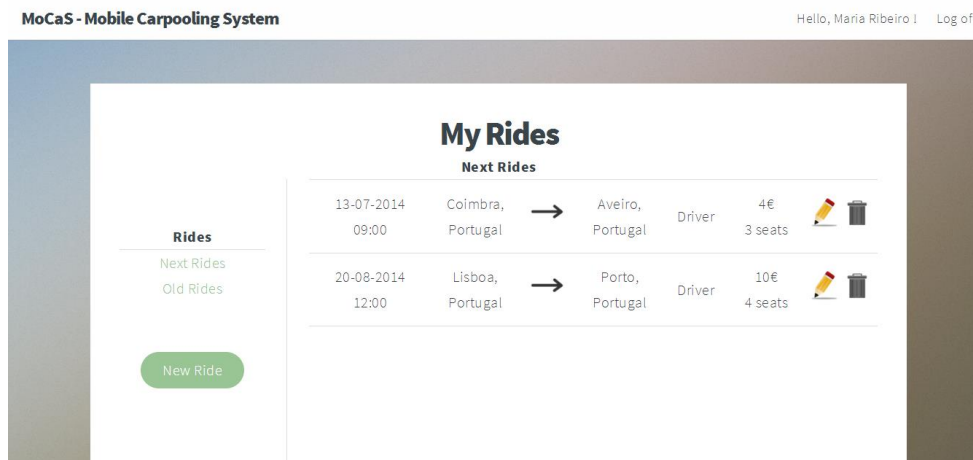 MoCaS - Mobile Carpooling System
Hello, Maria Ribeiro ! Log of
My Rides
Next Rides
Rides
Next Rides
Old Rides
New Ride
13-07-2014 Coimbra, Aveiro, Driver 4€
09:00 Portugal Portugal 3 seats
20-08-2014 Lisboa, Porto, Driver 10€
12:00 Portugal Portugal 4 seats